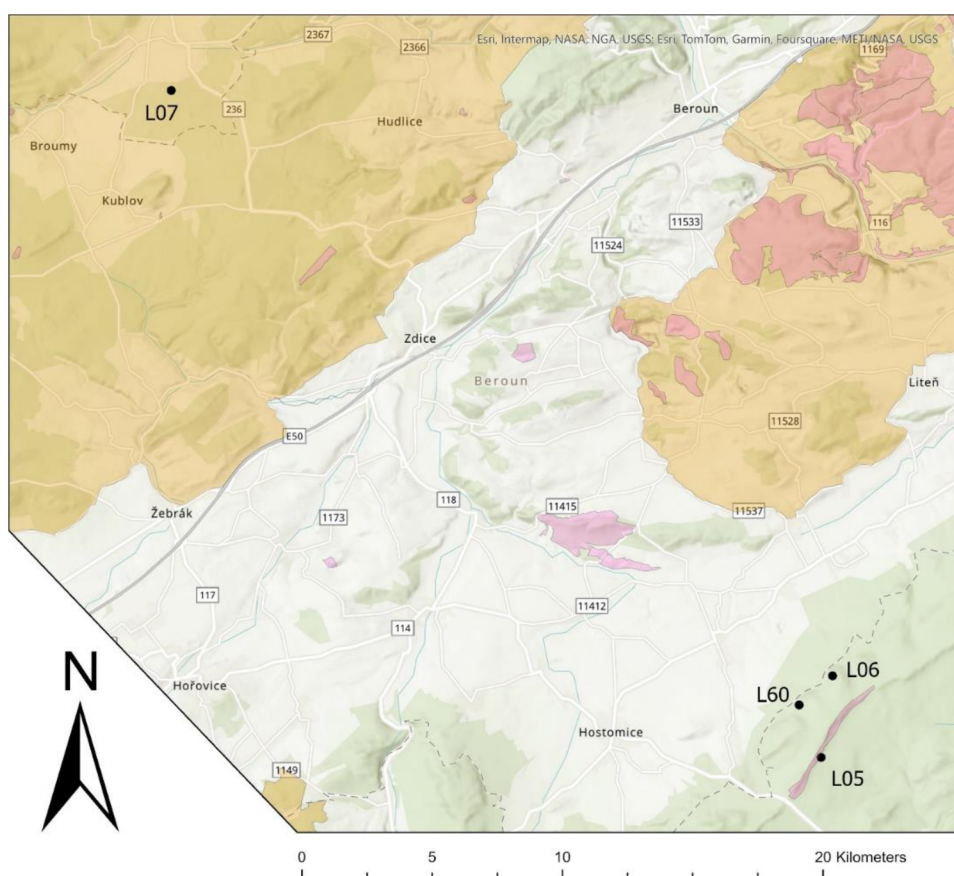 2367
2366
Esri, Intermap, NASA, NGA, USGS; Esri, TomTom, Garmin, Foursquare, METI/NASA, USGS
1169
L07
236
Beroun
Hudlice
Broumy
Kublov
11533
116
11524
Zdice
Beroun
Liteň
11528
E50
118
11415
11537
Žebrák
1173
117
11412
114
L06
Hořovice
L60
N
Hostomice
1149
L05
0 5 10 20 Kilometers